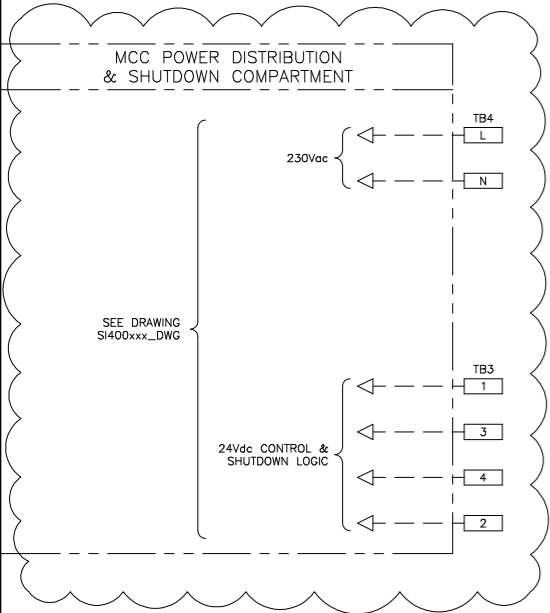 MCC POWER DISTRIBUTION
& SHUTDOWN COMPARTMENT
TB4
L
230Vac
N
SEE DRAWING
SI400xxx_DWG
TB3
1
3
24Vdc CONTROL &
SHUTDOWN LOGIC
4
2